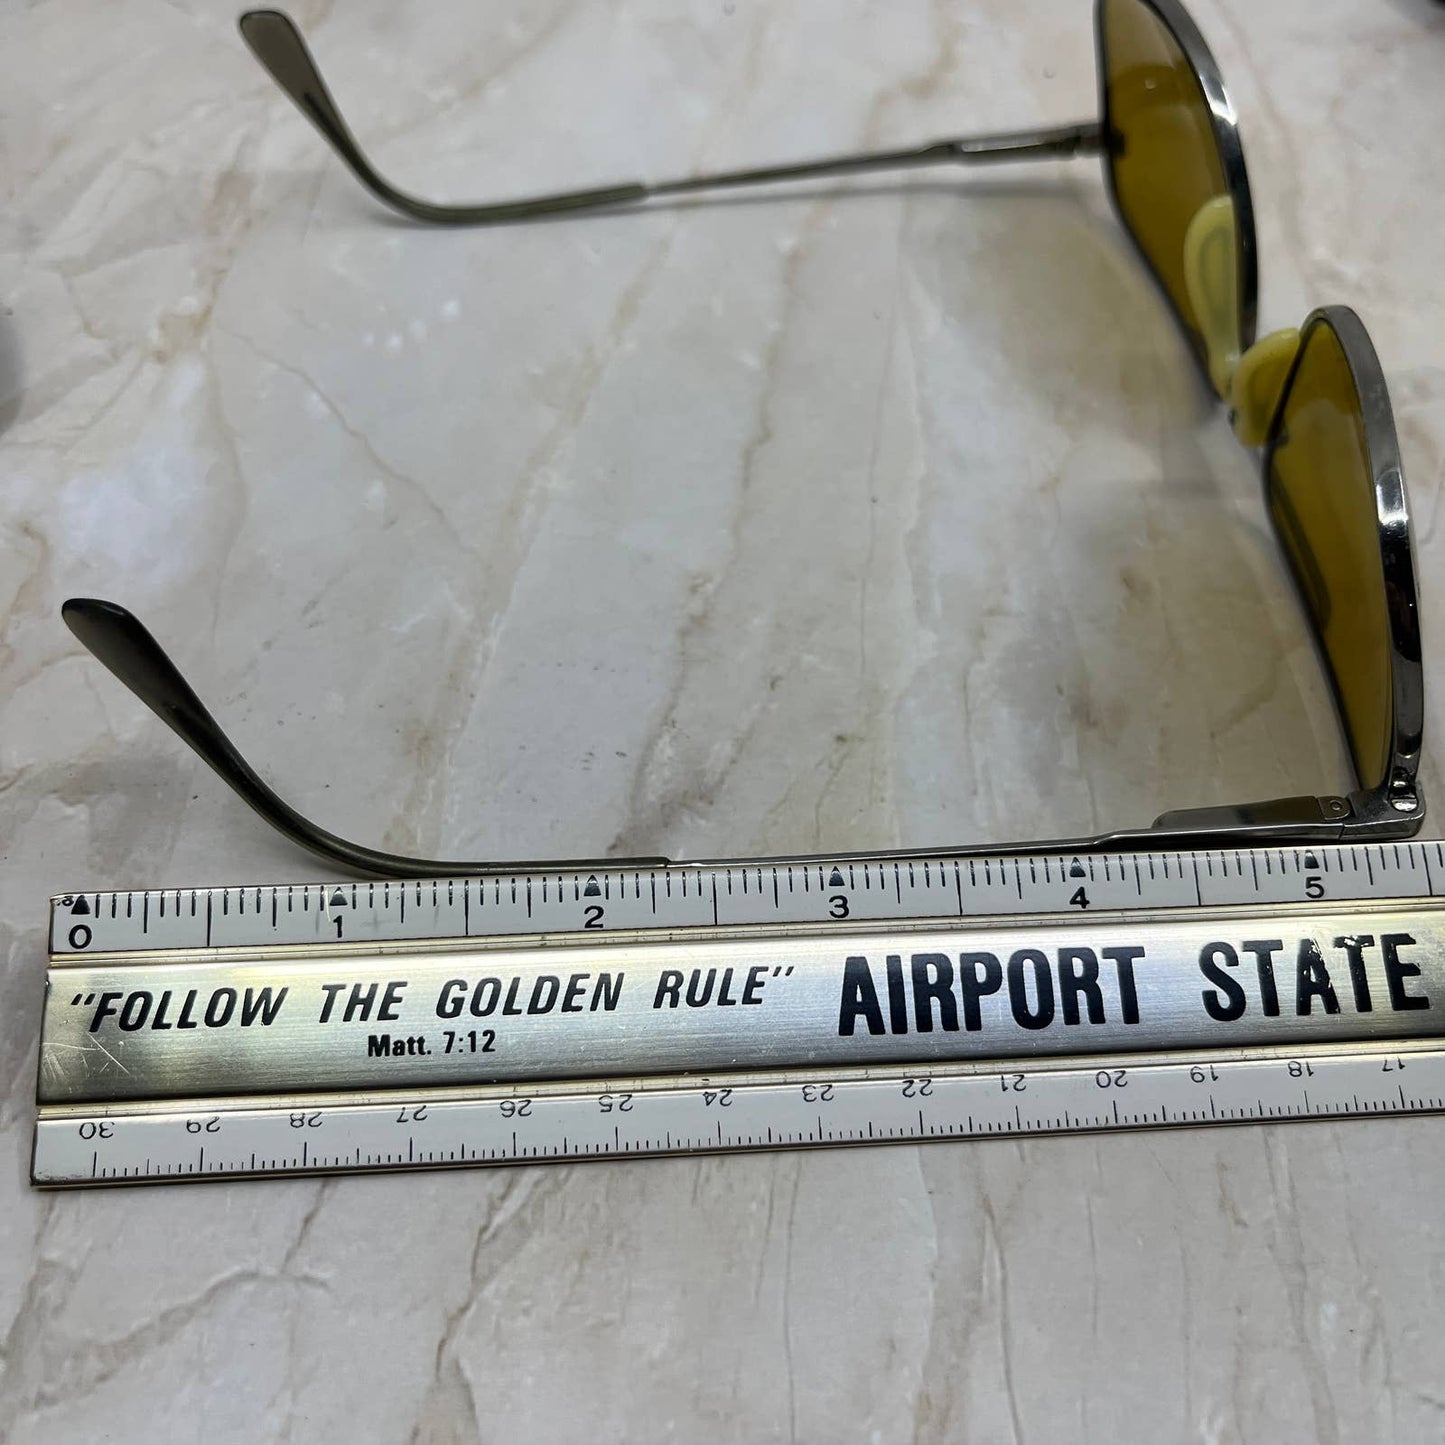 0 1 2 3 4 5
"FOLLOW THE GOLDEN RULE" AIRPORT STATE
Matt. 7:12
30 29 28 27 26 25 24 23 22 21 20 19 18 17